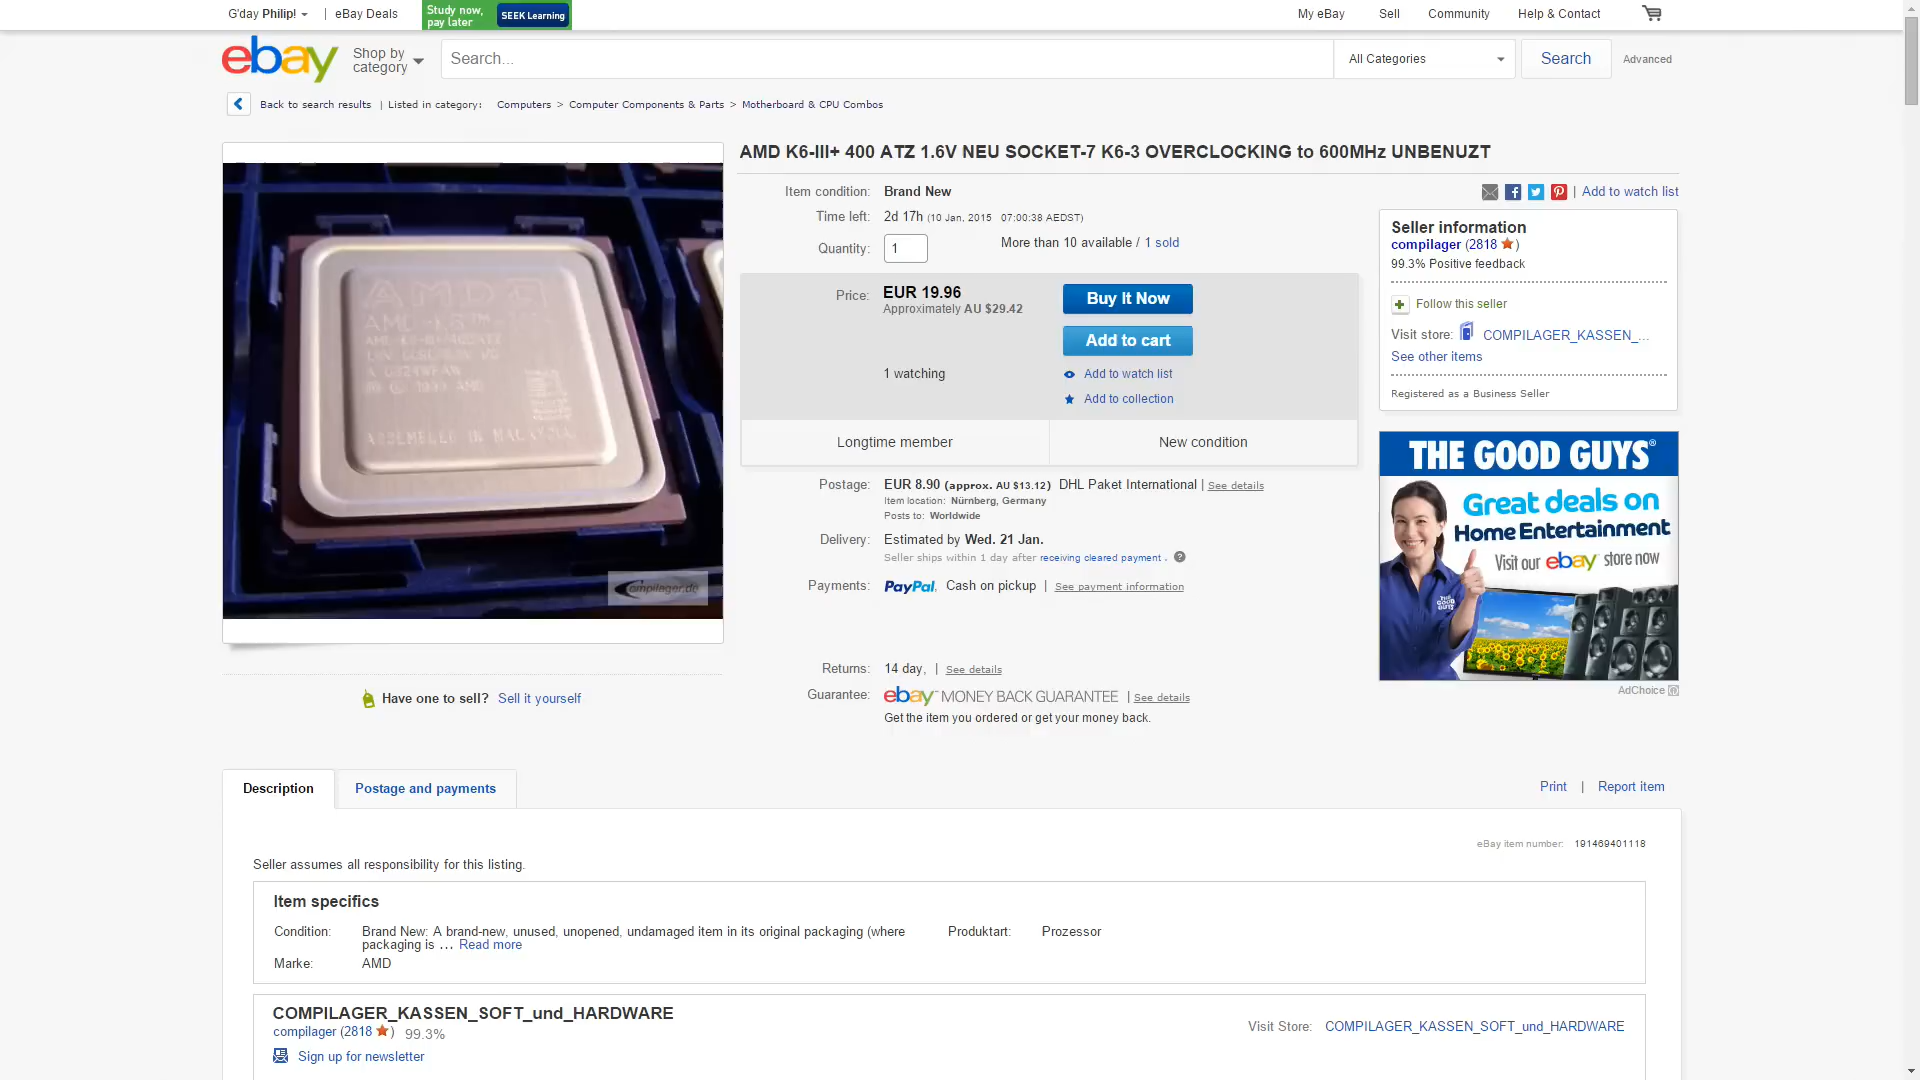 G'day Philip! | eBay Deals Study now, pay later SEEK Learning My eBay Sell Community Help & Contact
ebay Shop by category Search... All Categories Search Advanced
Back to search results | Listed in category: Computers > Computer Components & Parts > Motherboard & CPU Combos
AMD K6-III+ 400 ATZ 1.6V NEU SOCKET-7 K6-3 OVERCLOCKING to 600MHz UNBENUZT
Item condition: Brand New
| Add to watch list
Time left: 2d 17h (10 Jan, 2015 07:00:38 AEDST)
Quantity: 1 More than 10 available / 1 sold
Price: EUR 19.96
Approximately AU $29.42
Buy It Now
Add to cart
1 watching
Add to watch list
Add to collection
Longtime member New condition
Postage: EUR 8.90 (approx. AU $13.12) DHL Paket International | See details
Item location: Nürnberg, Germany
Posts to: Worldwide
Delivery: Estimated by Wed. 21 Jan.
Seller ships within 1 day after receiving cleared payment .
Payments: PayPal, Cash on pickup | See payment information
Returns: 14 day, | See details
Guarantee: ebay MONEY BACK GUARANTEE | See details
Get the item you ordered or get your money back.
Seller information
compilager (2818)
99.3% Positive feedback
Follow this seller
Visit store: COMPILAGER_KASSEN_...
See other items
Registered as a Business Seller
THE GOOD GUYS®
Great deals on
Home Entertainment
Visit our ebay store now
THE GOOD GUYS
AdChoice
AMD
ASSEMBLED IN MALAYSIA
compilager.de
Have one to sell? Sell it yourself
Description Postage and payments Print | Report item
eBay item number: 191469401118
Seller assumes all responsibility for this listing.
Item specifics
Condition: Brand New: A brand-new, unused, unopened, undamaged item in its original packaging (where
packaging is ... Read more
Produktart: Prozessor
Marke: AMD
COMPILAGER_KASSEN_SOFT_und_HARDWARE
compilager (2818) 99.3%
Visit Store: COMPILAGER_KASSEN_SOFT_und_HARDWARE
Sign up for newsletter